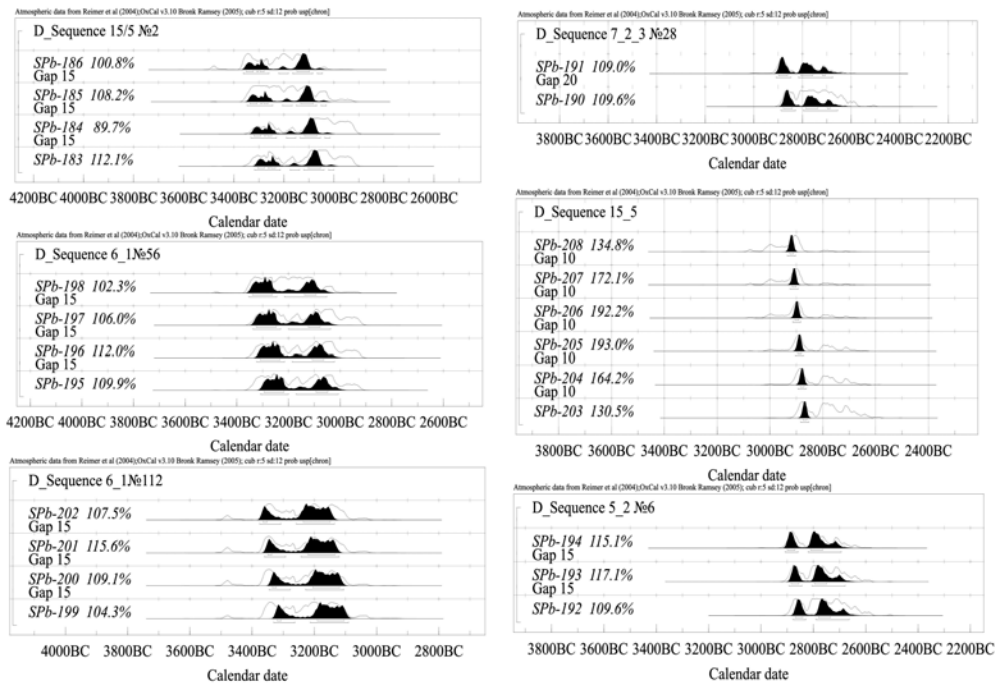 Atmospheric data from Reimer et al (2004);OxCal v3.10 Bronk Ramsey (2005); cub r:5 sd:12 prob usp[chron]
D_Sequence 15/5 №2
SPb-186 100.8%
Gap 15
SPb-185 108.2%
Gap 15
SPb-184 89.7%
Gap 15
SPb-183 112.1%
4200BC 4000BC 3800BC 3600BC 3400BC 3200BC 3000BC 2800BC 2600BC
Calendar date
Atmospheric data from Reimer et al (2004);OxCal v3.10 Bronk Ramsey (2005); cub r:5 sd:12 prob usp[chron]
D_Sequence 6_1№56
SPb-198 102.3%
Gap 15
SPb-197 106.0%
Gap 15
SPb-196 112.0%
Gap 15
SPb-195 109.9%
4200BC 4000BC 3800BC 3600BC 3400BC 3200BC 3000BC 2800BC 2600BC
Calendar date
Atmospheric data from Reimer et al (2004);OxCal v3.10 Bronk Ramsey (2005); cub r:5 sd:12 prob usp[chron]
D_Sequence 6_1№112
SPb-202 107.5%
Gap 15
SPb-201 115.6%
Gap 15
SPb-200 109.1%
Gap 15
SPb-199 104.3%
4000BC 3800BC 3600BC 3400BC 3200BC 3000BC 2800BC
Calendar date
Atmospheric data from Reimer et al (2004);OxCal v3.10 Bronk Ramsey (2005); cub r:5 sd:12 prob usp[chron]
D_Sequence 7_2_3 №28
SPb-191 109.0%
Gap 20
SPb-190 109.6%
3800BC 3600BC 3400BC 3200BC 3000BC 2800BC 2600BC 2400BC 2200BC
Calendar date
Atmospheric data from Reimer et al (2004);OxCal v3.10 Bronk Ramsey (2005); cub r:5 sd:12 prob usp[chron]
D_Sequence 15_5
SPb-208 134.8%
Gap 10
SPb-207 172.1%
Gap 10
SPb-206 192.2%
Gap 10
SPb-205 193.0%
Gap 10
SPb-204 164.2%
Gap 10
SPb-203 130.5%
3800BC 3600BC 3400BC 3200BC 3000BC 2800BC 2600BC 2400BC
Calendar date
Atmospheric data from Reimer et al (2004);OxCal v3.10 Bronk Ramsey (2005); cub r:5 sd:12 prob usp[chron]
D_Sequence 5_2 №6
SPb-194 115.1%
Gap 15
SPb-193 117.1%
Gap 15
SPb-192 109.6%
3800BC 3600BC 3400BC 3200BC 3000BC 2800BC 2600BC 2400BC 2200BC
Calendar date